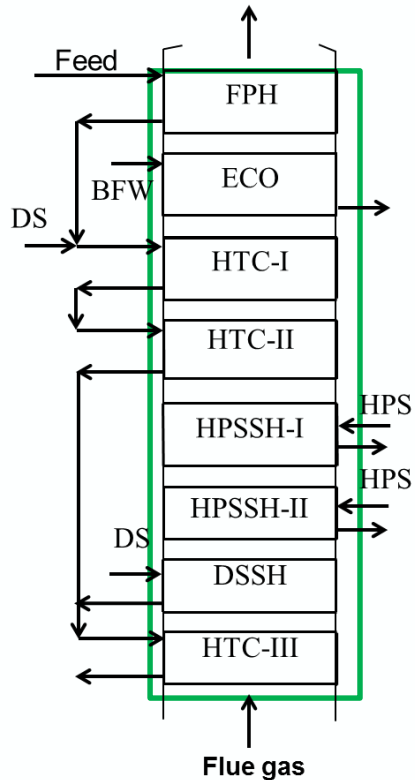 Feed
FPH
BFW
ECO
DS
HTC-I
HTC-II
HPS
HPSSH-I
HPS
HPSSH-II
DS
DSSH
HTC-III
Flue gas